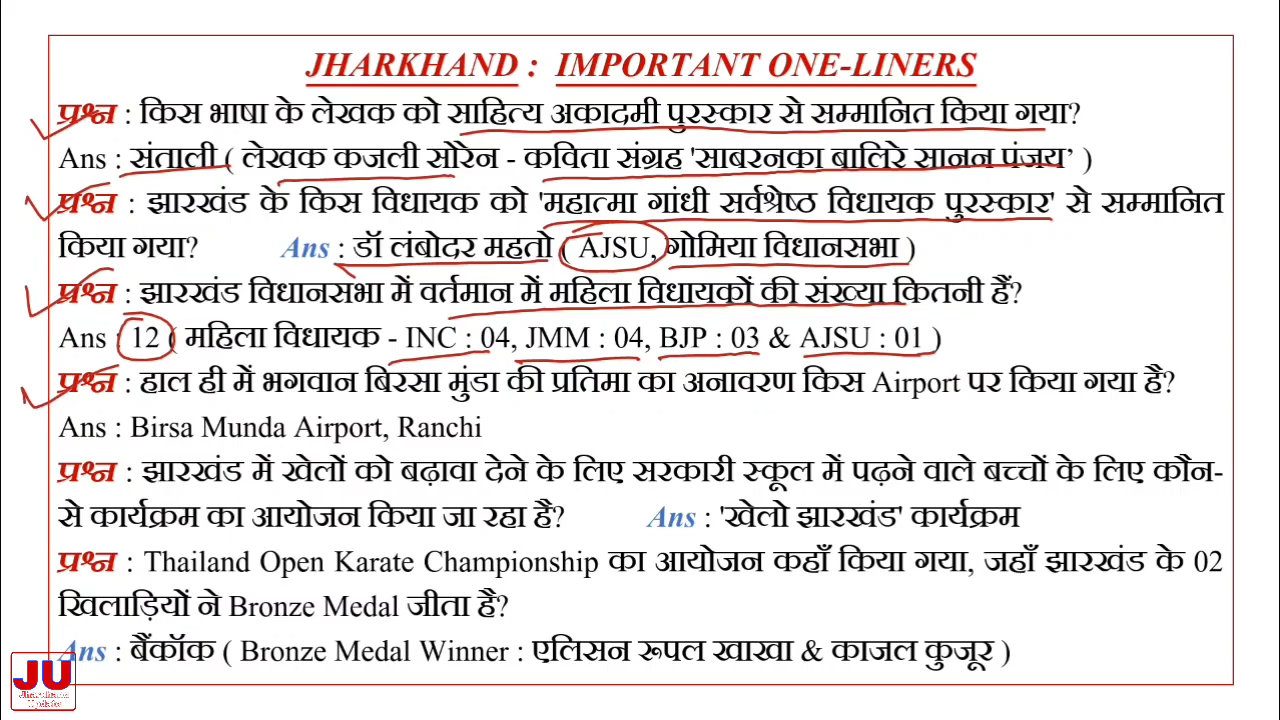 JHARKHAND : IMPORTANT ONE-LINERS
प्रश्न : किस भाषा के लेखक को साहित्य अकादमी पुरस्कार से सम्मानित किया गया?
Ans : संताली ( लेखक कजली सोरेन - कविता संग्रह 'साबरनका बालिरे सानन पंजय’ )
प्रश्न : झारखंड के किस विधायक को 'महात्मा गांधी सर्वश्रेष्ठ विधायक पुरस्कार' से सम्मानित
किया गया? Ans : डॉ लंबोदर महतो ( AJSU, गोमिया विधानसभा )
प्रश्न : झारखंड विधानसभा में वर्तमान में महिला विधायकों की संख्या कितनी हैं?
Ans : 12 ( महिला विधायक - INC : 04, JMM : 04, BJP : 03 & AJSU : 01 )
प्रश्न : हाल ही में भगवान बिरसा मुंडा की प्रतिमा का अनावरण किस Airport पर किया गया है?
Ans : Birsa Munda Airport, Ranchi
प्रश्न : झारखंड में खेलों को बढ़ावा देने के लिए सरकारी स्कूल में पढ़ने वाले बच्चों के लिए कौन-
से कार्यक्रम का आयोजन किया जा रहा है? Ans : 'खेलो झारखंड' कार्यक्रम
प्रश्न : Thailand Open Karate Championship का आयोजन कहाँ किया गया, जहाँ झारखंड के 02
खिलाड़ियों ने Bronze Medal जीता है?
Ans : बैंकॉक ( Bronze Medal Winner : एलिसन रूपल खाखा & काजल कुजूर )
JU
Jharkhand
Updates